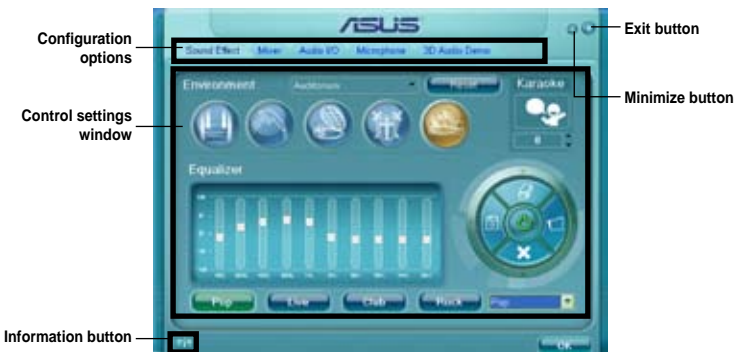 ASUS
Configuration options
Exit button
Minimize button
Control settings window
Information button
Sound Effect Mixer Audio I/O Microphone 3D Audio Demo
Environment Auditorium Reset Karaoke
0
Equalizer
Pop Live Club Rock Pop
OK